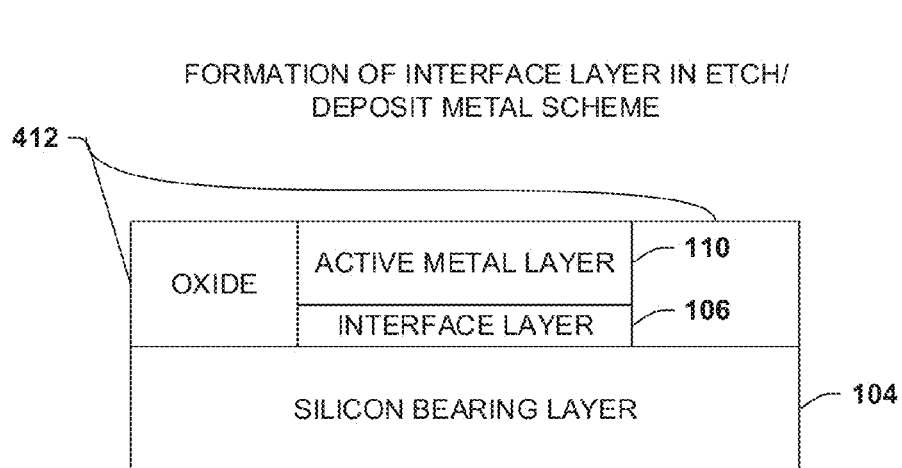 FORMATION OF INTERFACE LAYER IN ETCH/
DEPOSIT METAL SCHEME
412
OXIDE
ACTIVE METAL LAYER
110
INTERFACE LAYER
106
SILICON BEARING LAYER
104